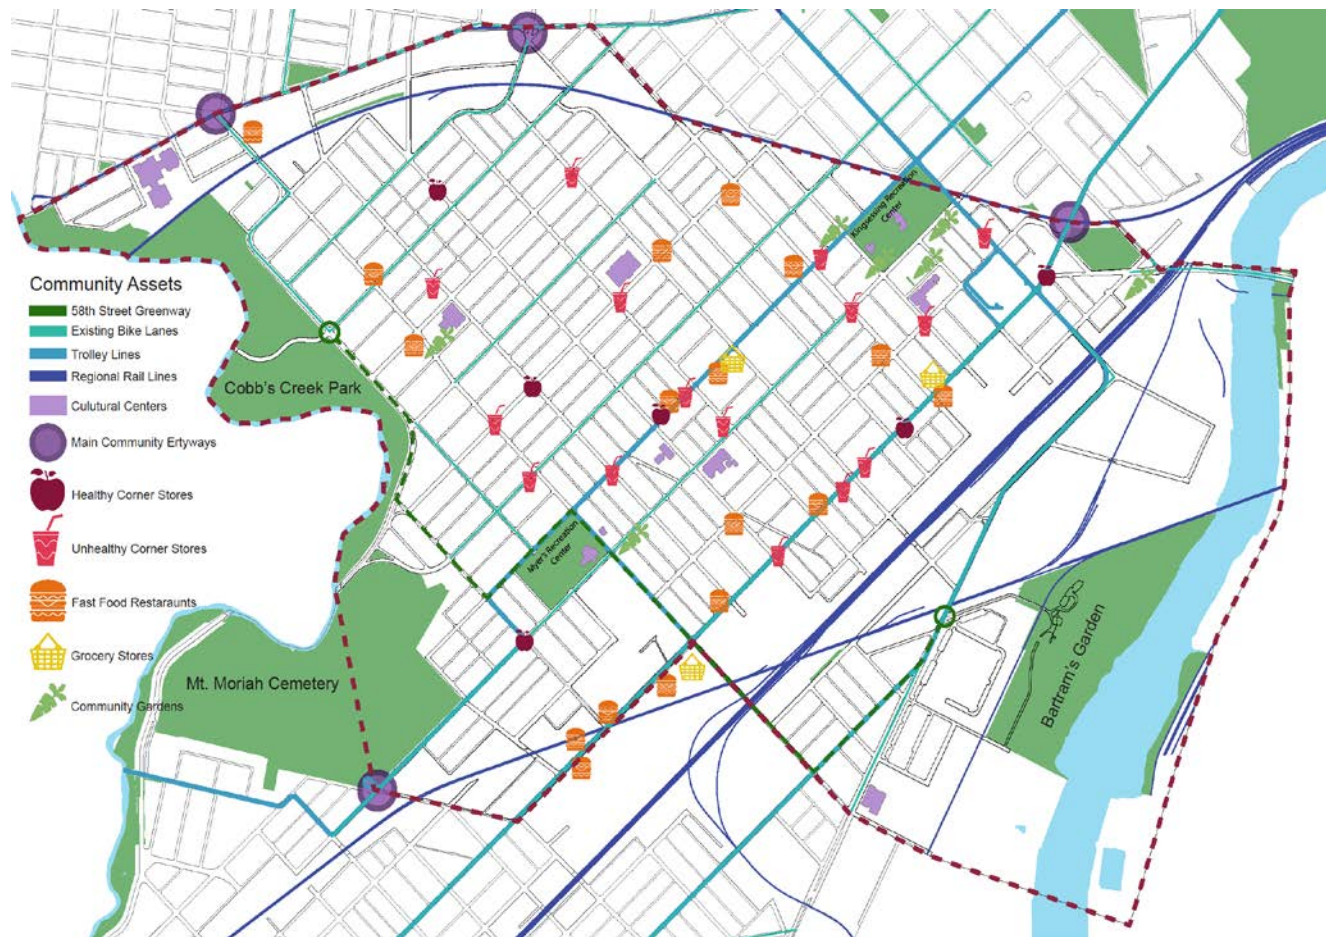 Kingsessing Recreation
Center
Community Assets
58th Street Greenway
Existing Bike Lanes
Trolley Lines
Regional Rail Lines
Culutural Centers
Main Community Ertyways
Healthy Corner Stores
Unhealthy Corner Stores
Fast Food Restaraunts
Grocery Stores
Community Gardens
Cobb's Creek Park
Myer's Recreation
Center
Mt. Moriah Cemetery
Bartram's Garden